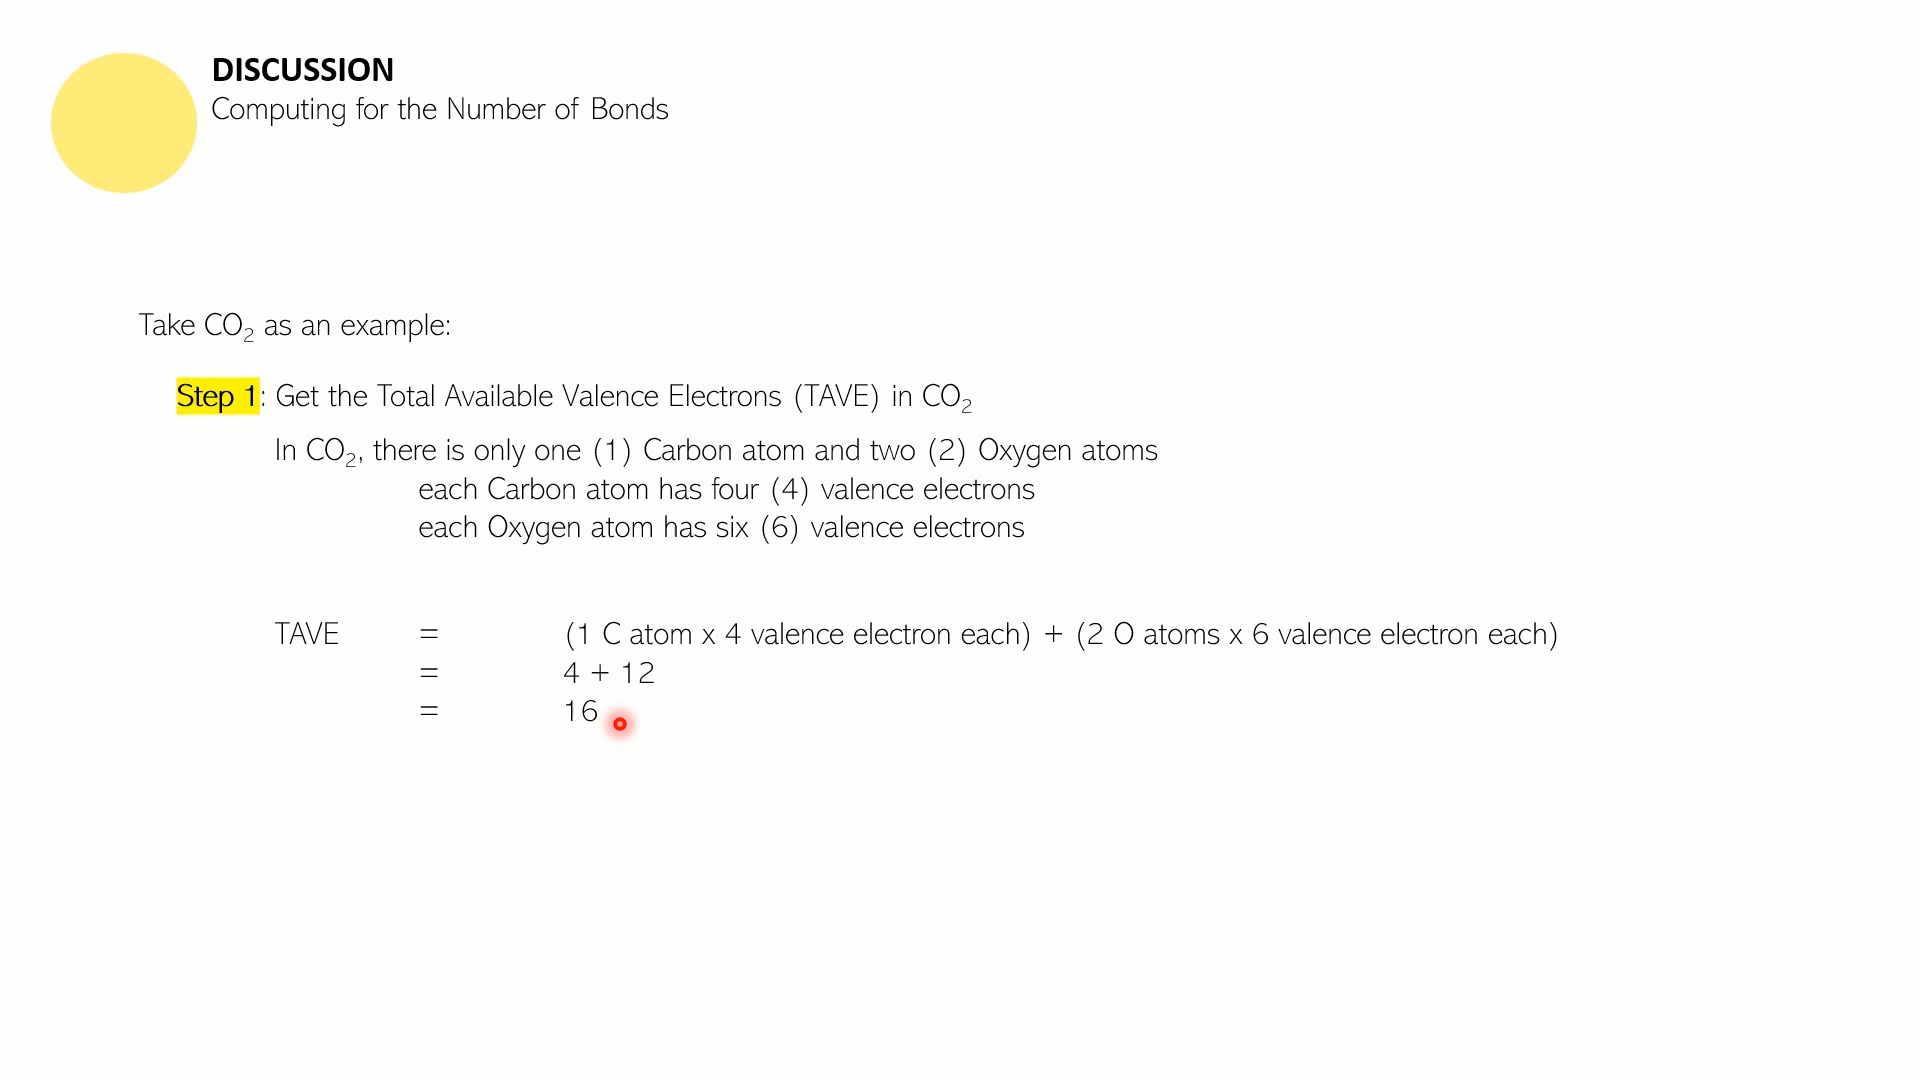 DISCUSSION
Computing for the Number of Bonds
Take CO₂ as an example:
Step 1: Get the Total Available Valence Electrons (TAVE) in CO₂
In CO₂, there is only one (1) Carbon atom and two (2) Oxygen atoms
each Carbon atom has four (4) valence electrons
each Oxygen atom has six (6) valence electrons
TAVE = (1 C atom x 4 valence electron each) + (2 O atoms x 6 valence electron each)
= 4 + 12
= 16